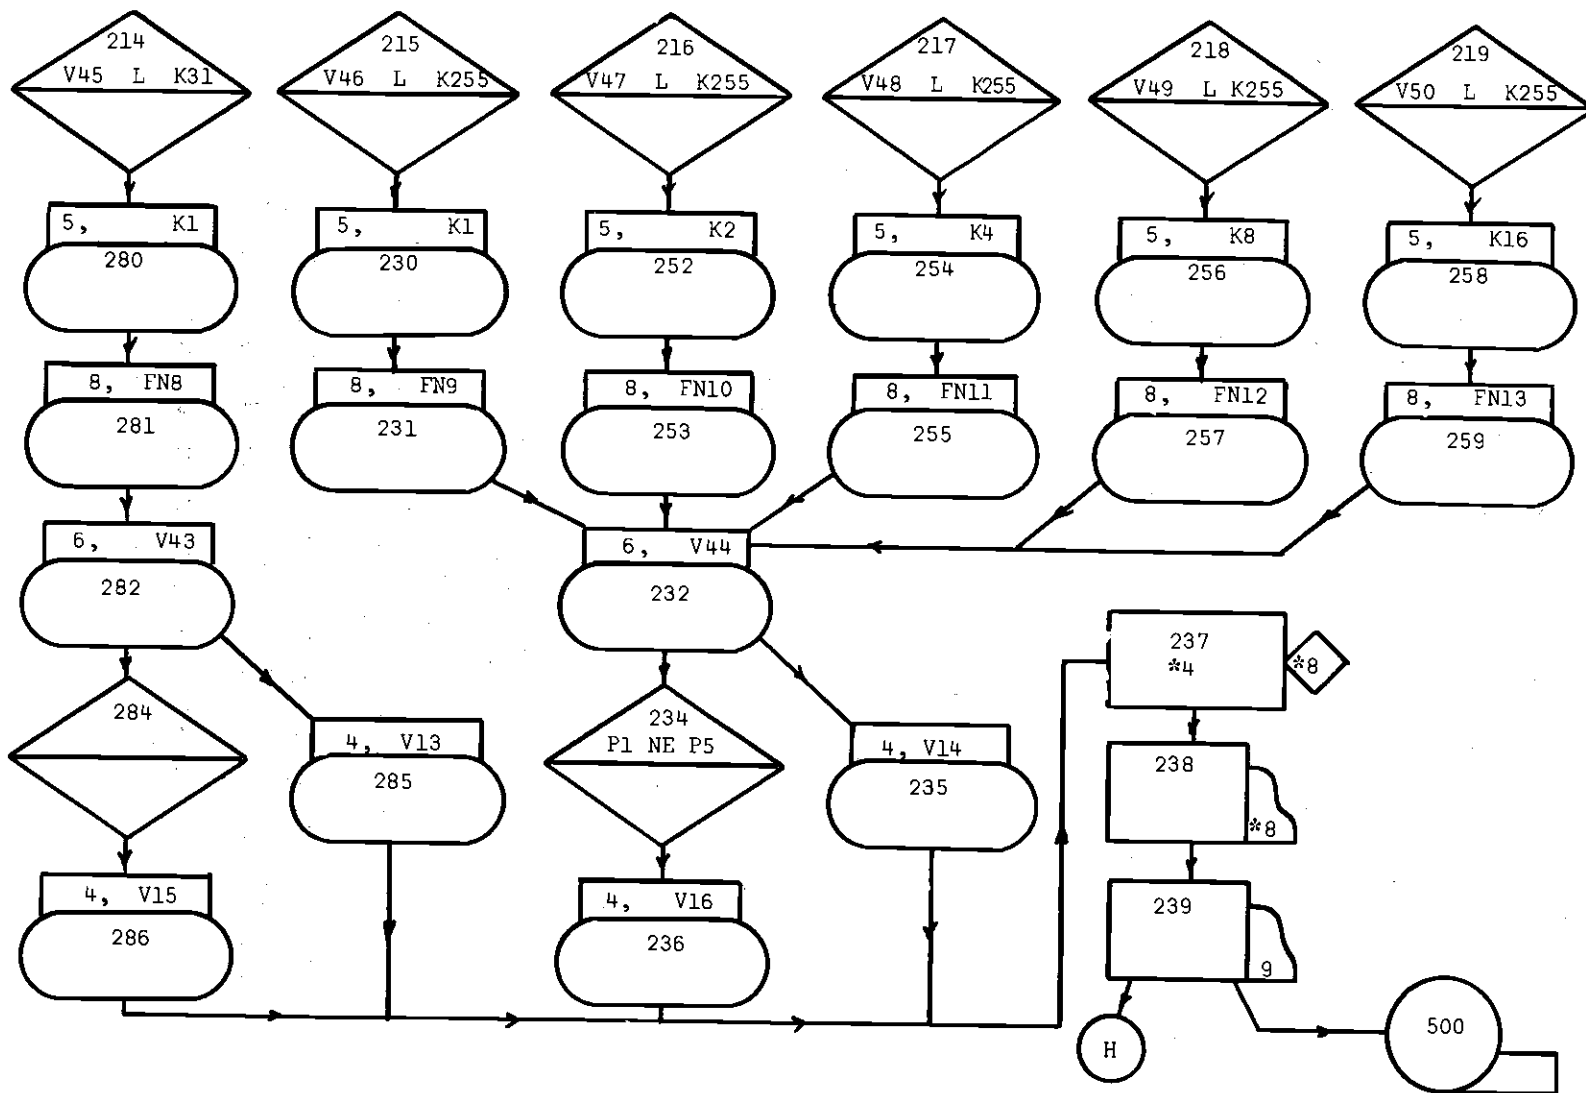 214
V45 L K31
215
V46 L K255
216
V47 L K255
217
V48 L K255
218
V49 L K255
219
V50 L K255
5, K1
280
5, K1
230
5, K2
252
5, K4
254
5, K8
256
5, K16
258
8, FN8
281
8, FN9
231
8, FN10
253
8, FN11
255
8, FN12
257
8, FN13
259
6, V43
282
6, V44
232
284
4, V13
285
234
P1 NE P5
4, V14
235
237
*4
*8
238
*8
4, V15
286
4, V16
236
239
9
H
500